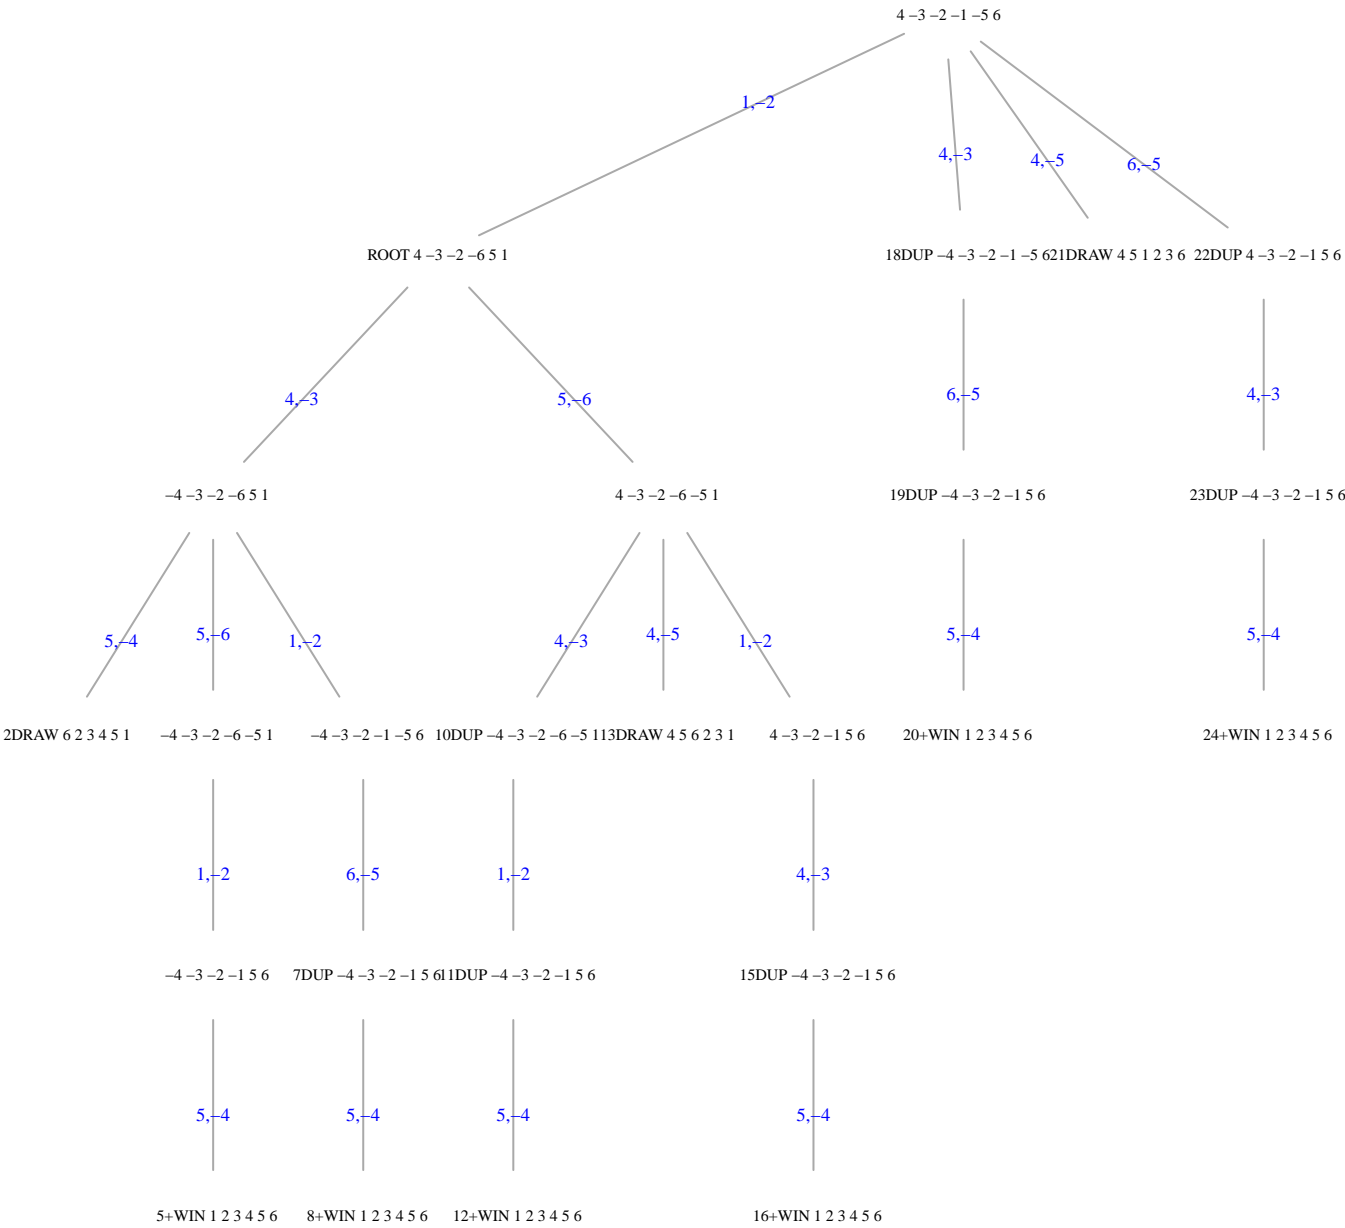 4 –3 –2 –1 –5 6
1,–2
4,–3
4,–5
6,–5
ROOT 4 –3 –2 –6 5 1
18DUP –4 –3 –2 –1 –5 6
21DRAW 4 5 1 2 3 6
22DUP 4 –3 –2 –1 5 6
4,–3
5,–6
6,–5
4,–3
–4 –3 –2 –6 5 1
4 –3 –2 –6 –5 1
19DUP –4 –3 –2 –1 5 6
23DUP –4 –3 –2 –1 5 6
5,–4
5,–6
1,–2
4,–3
4,–5
1,–2
5,–4
5,–4
2DRAW 6 2 3 4 5 1
–4 –3 –2 –6 –5 1
–4 –3 –2 –1 –5 6
10DUP –4 –3 –2 –6 –5 1
13DRAW 4 5 6 2 3 1
4 –3 –2 –1 5 6
20+WIN 1 2 3 4 5 6
24+WIN 1 2 3 4 5 6
1,–2
6,–5
1,–2
4,–3
–4 –3 –2 –1 5 6
7DUP –4 –3 –2 –1 5 6
11DUP –4 –3 –2 –1 5 6
15DUP –4 –3 –2 –1 5 6
5,–4
5,–4
5,–4
5,–4
5+WIN 1 2 3 4 5 6
8+WIN 1 2 3 4 5 6
12+WIN 1 2 3 4 5 6
16+WIN 1 2 3 4 5 6